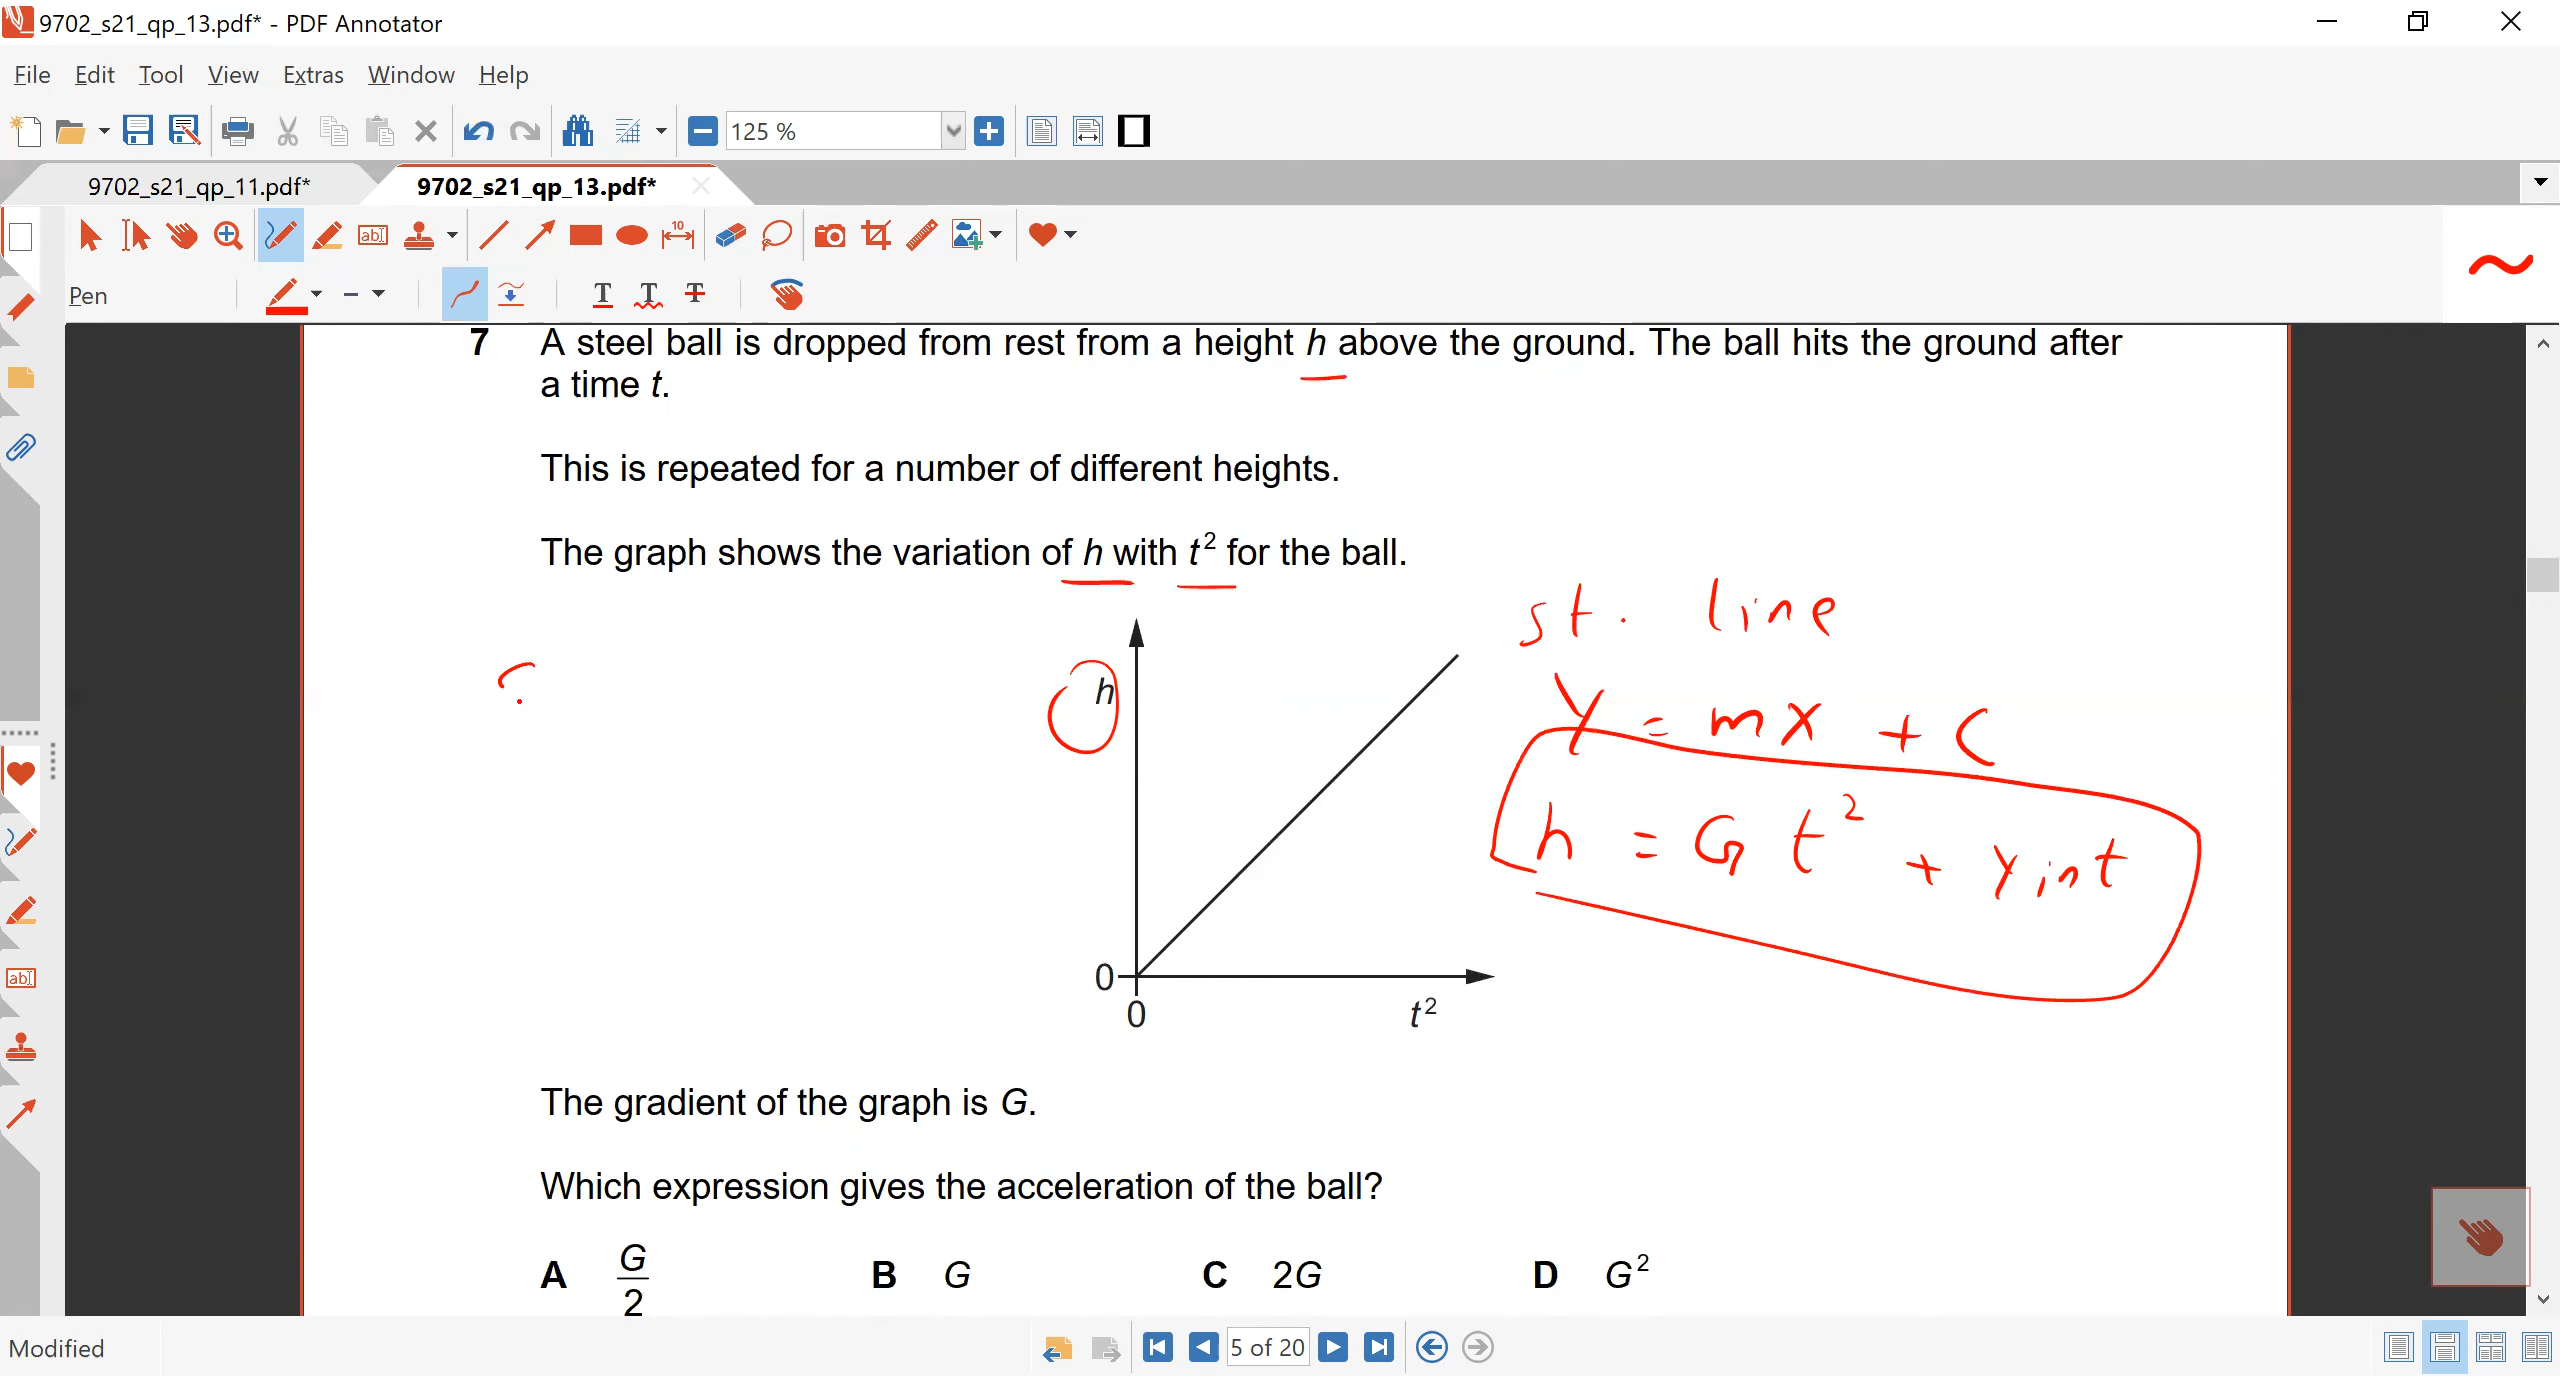 9702_s21_qp_13.pdf* - PDF Annotator
File Edit Tool View Extras Window Help
125 %
9702_s21_qp_11.pdf* 9702_s21_qp_13.pdf*
ab 10
Pen T T T
7 A steel ball is dropped from rest from a height h above the ground. The ball hits the ground after
a time t.
This is repeated for a number of different heights.
The graph shows the variation of h with t² for the ball.
st. line
h
y = mx + c
h = G t² + y int
0
0 t²
The gradient of the graph is G.
Which expression gives the acceleration of the ball?
A G/2 B G C 2G D G²
ab
Modified 5 of 20